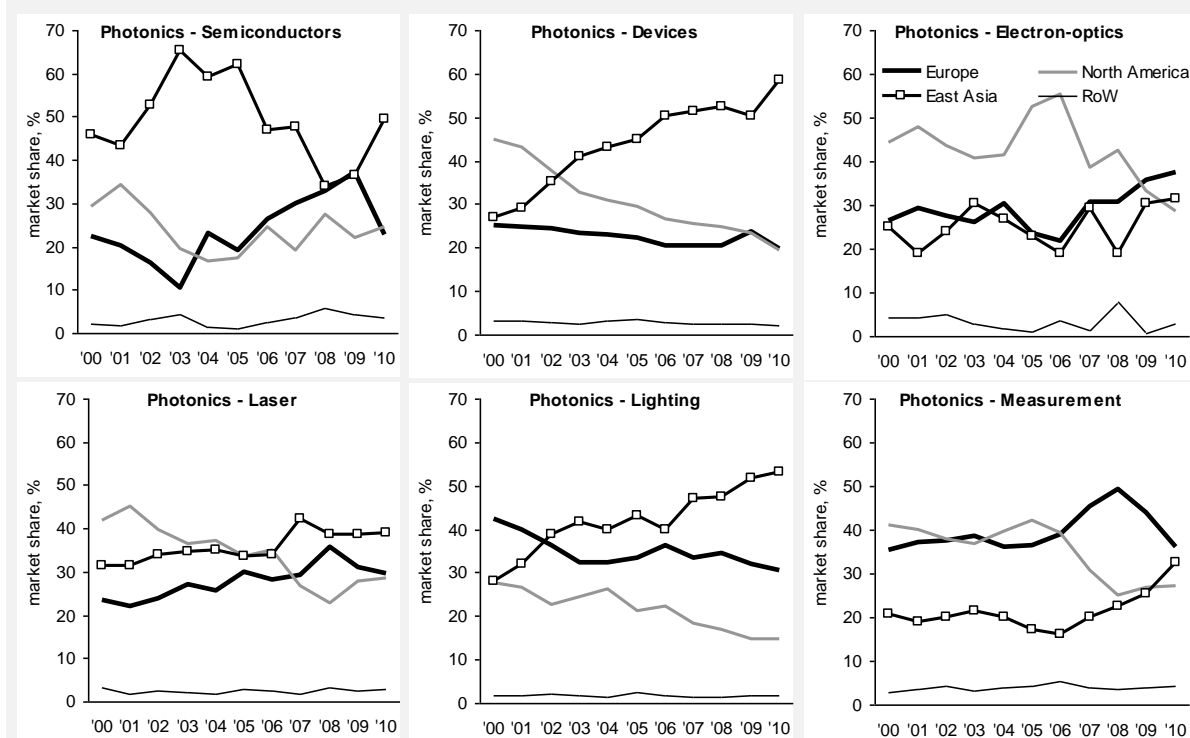 Photonics - Semiconductors
market share, %
70
60
50
40
30
20
10
0
'00 '01 '02 '03 '04 '05 '06 '07 '08 '09 '10
Photonics - Devices
market share, %
70
60
50
40
30
20
10
0
'00 '01 '02 '03 '04 '05 '06 '07 '08 '09 '10
Photonics - Electron-optics
Europe North America
East Asia RoW
market share, %
70
60
50
40
30
20
10
0
'00 '01 '02 '03 '04 '05 '06 '07 '08 '09 '10
Photonics - Laser
market share, %
70
60
50
40
30
20
10
0
'00 '01 '02 '03 '04 '05 '06 '07 '08 '09 '10
Photonics - Lighting
market share, %
70
60
50
40
30
20
10
0
'00 '01 '02 '03 '04 '05 '06 '07 '08 '09 '10
Photonics - Measurement
market share, %
70
60
50
40
30
20
10
0
'00 '01 '02 '03 '04 '05 '06 '07 '08 '09 '10